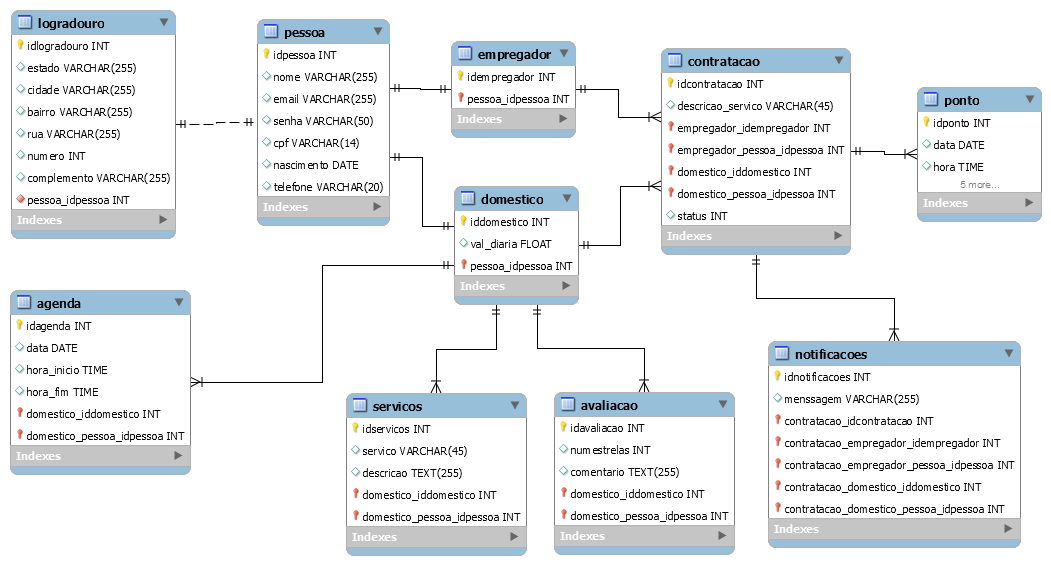 logradouro
idlogradouro INT
estado VARCHAR(255)
cidade VARCHAR(255)
bairro VARCHAR(255)
rua VARCHAR(255)
numero INT
complemento VARCHAR(255)
pessoa_idpessoa INT
Indexes
pessoa
idpessoa INT
nome VARCHAR(255)
email VARCHAR(255)
senha VARCHAR(50)
cpf VARCHAR(14)
nascimento DATE
telefone VARCHAR(20)
Indexes
empregador
idempregador INT
pessoa_idpessoa INT
Indexes
contratacao
idcontratacao INT
descricao_servico VARCHAR(45)
empregador_idempregador INT
empregador_pessoa_idpessoa INT
domestico_iddomestico INT
domestico_pessoa_idpessoa INT
status INT
Indexes
ponto
idponto INT
data DATE
hora TIME
5 more...
Indexes
domestico
iddomestico INT
val_diaria FLOAT
pessoa_idpessoa INT
Indexes
agenda
idagenda INT
data DATE
hora_inicio TIME
hora_fim TIME
domestico_iddomestico INT
domestico_pessoa_idpessoa INT
Indexes
servicos
idservicos INT
servico VARCHAR(45)
descricao TEXT(255)
domestico_iddomestico INT
domestico_pessoa_idpessoa INT
Indexes
avaliacao
idavaliacao INT
numestrelas INT
comentario TEXT(255)
domestico_iddomestico INT
domestico_pessoa_idpessoa INT
Indexes
notificacoes
idnotificacoes INT
menssagem VARCHAR(255)
contratacao_idcontratacao INT
contratacao_empregador_idempregador INT
contratacao_empregador_pessoa_idpessoa INT
contratacao_domestico_iddomestico INT
contratacao_domestico_pessoa_idpessoa INT
Indexes